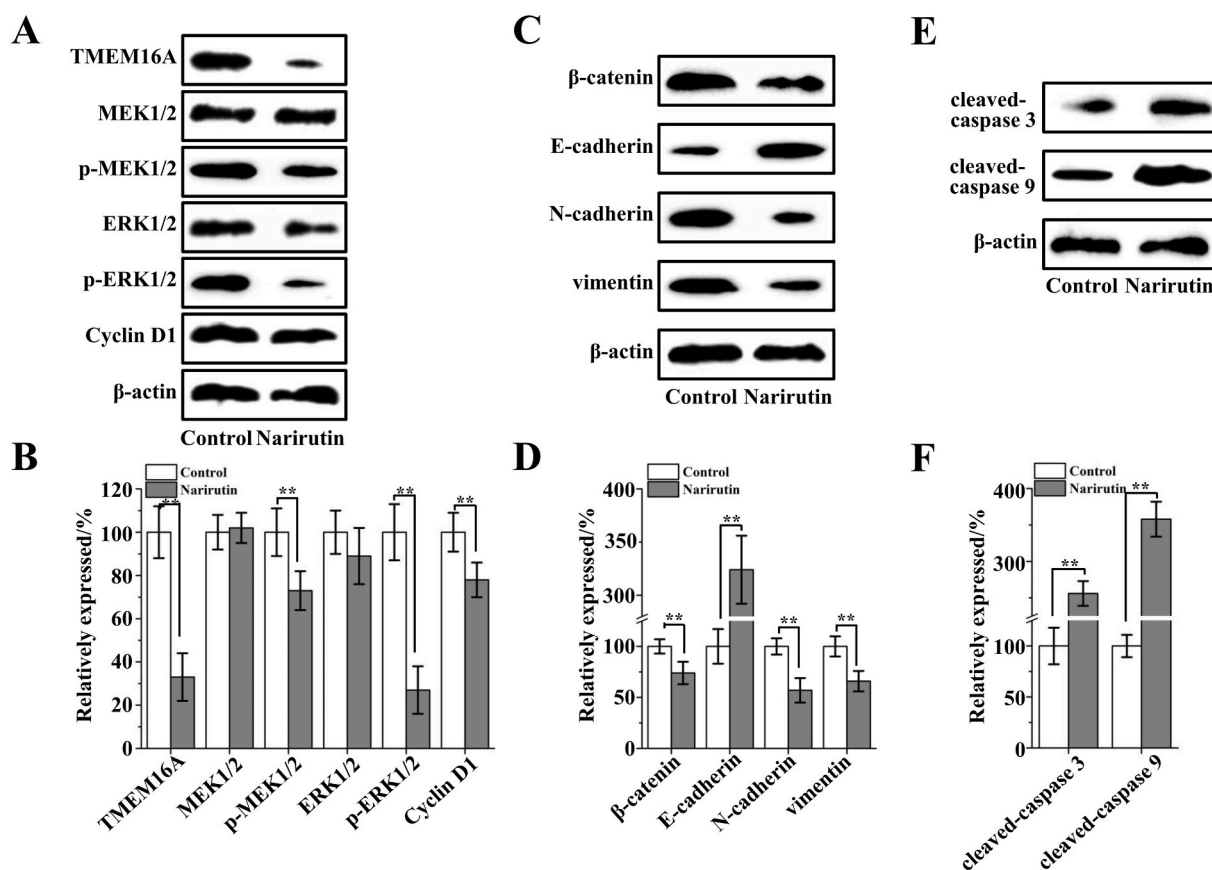 A
TMEM16A
MEK1/2
p-MEK1/2
ERK1/2
p-ERK1/2
Cyclin D1
β-actin
Control Narirutin
C
β-catenin
E-cadherin
N-cadherin
vimentin
β-actin
Control Narirutin
E
cleaved-
caspase 3
cleaved-
caspase 9
β-actin
Control Narirutin
B
Control
Narirutin
Relatively expressed/%
120
100
80
60
40
20
0
**
**
**
**
TMEM16A
MEK1/2
p-MEK1/2
ERK1/2
p-ERK1/2
Cyclin D1
D
Control
Narirutin
Relatively expressed/%
400
350
300
100
50
0
**
**
**
**
β-catenin
E-cadherin
N-cadherin
vimentin
F
Control
Narirutin
Relatively expressed/%
400
250
100
50
0
**
**
cleaved-caspase 3
cleaved-caspase 9